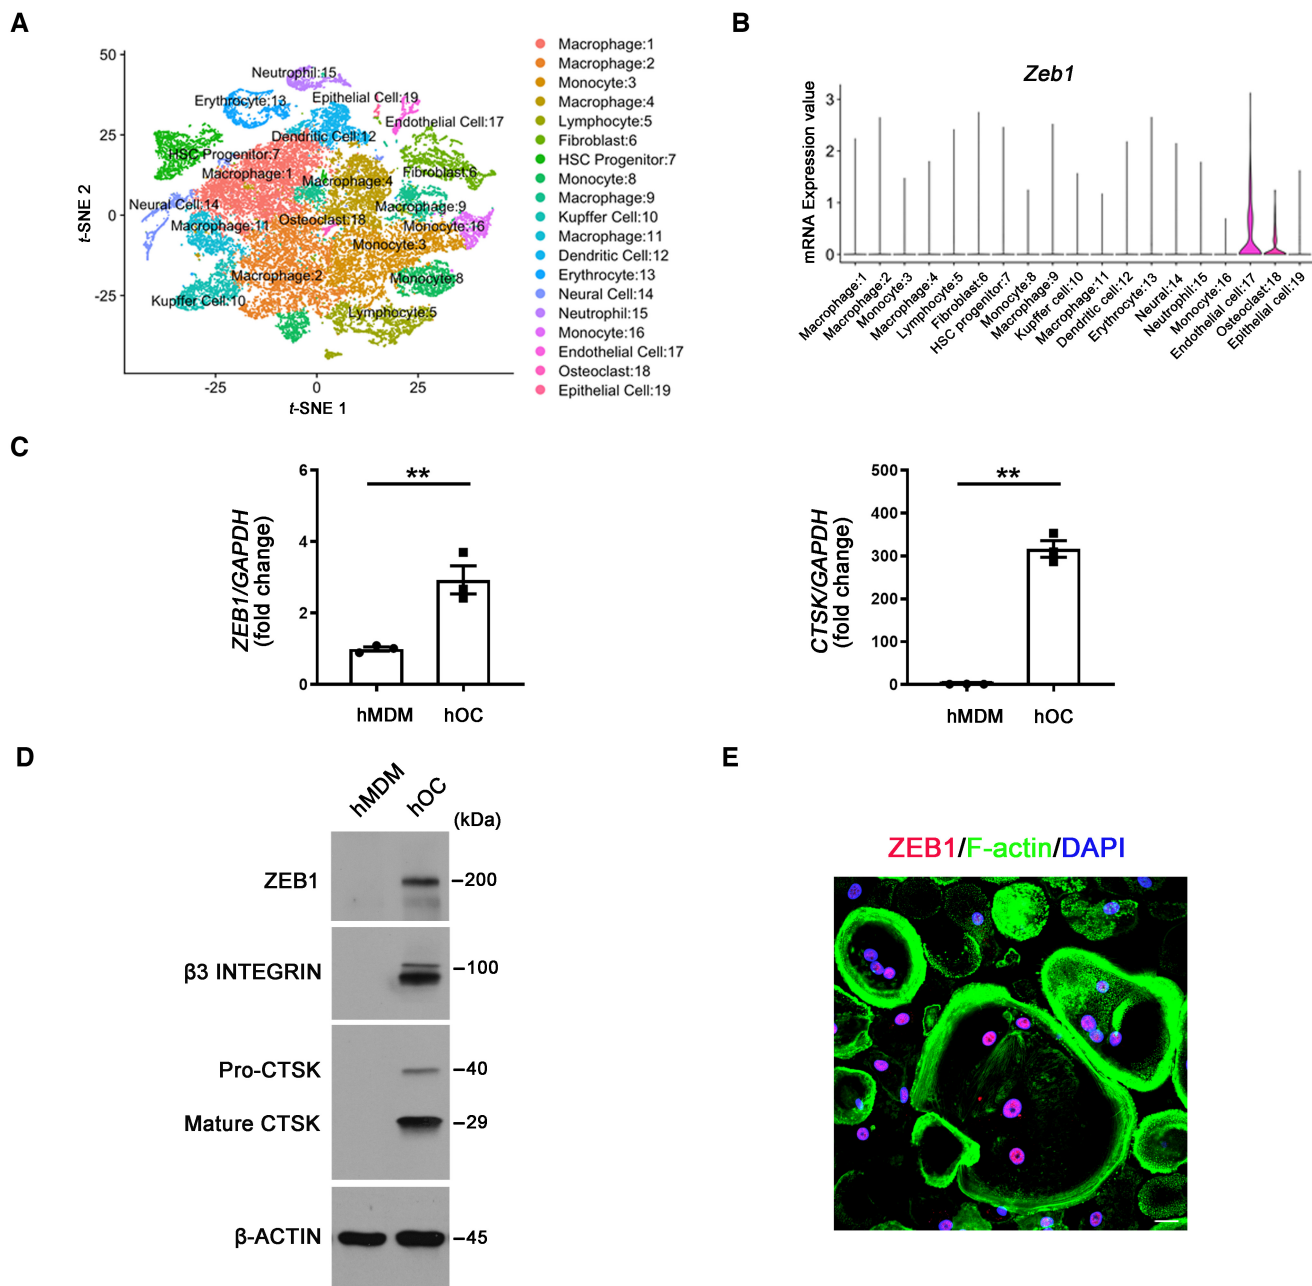 A
50
25
0
-25
-25
0
25
t-SNE 2
t-SNE 1
Neutrophil:15
Erythrocyte:13
Epithelial Cell:19
Endothelial Cell:17
Dendritic Cell:12
HSC Progenitor:7
Macrophage:1
Macrophage:4
Fibroblast:6
Neural Cell:14
Macrophage:9
Osteoclast:18
Macrophage:11
Monocyte:16
Monocyte:3
Macrophage:2
Monocyte:8
Kupffer Cell:10
Lymphocyte:5
Macrophage:1
Macrophage:2
Monocyte:3
Macrophage:4
Lymphocyte:5
Fibroblast:6
HSC Progenitor:7
Monocyte:8
Macrophage:9
Kupffer Cell:10
Macrophage:11
Dendritic Cell:12
Erythrocyte:13
Neural Cell:14
Neutrophil:15
Monocyte:16
Endothelial Cell:17
Osteoclast:18
Epithelial Cell:19
B
Zeb1
mRNA Expression value
3
2
1
0
Macrophage:1
Macrophage:2
Monocyte:3
Macrophage:4
Lymphocyte:5
Fibroblast:6
HSC progenitor:7
Monocyte:8
Macrophage:9
Kupffer cell:10
Macrophage:11
Dendritic cell:12
Erythrocyte:13
Neural:14
Neutrophil:15
Monocyte:16
Endothelial cell:17
Osteoclast:18
Epithelial cell:19
C
ZEB1/GAPDH
(fold change)
6
4
2
0
**
hMDM
hOC
CTSK/GAPDH
(fold change)
500
400
300
200
100
0
**
hMDM
hOC
D
hMDM
hOC
(kDa)
ZEB1
–200
β3 INTEGRIN
–100
Pro-CTSK
–40
Mature CTSK
–29
β-ACTIN
–45
E
ZEB1/F-actin/DAPI